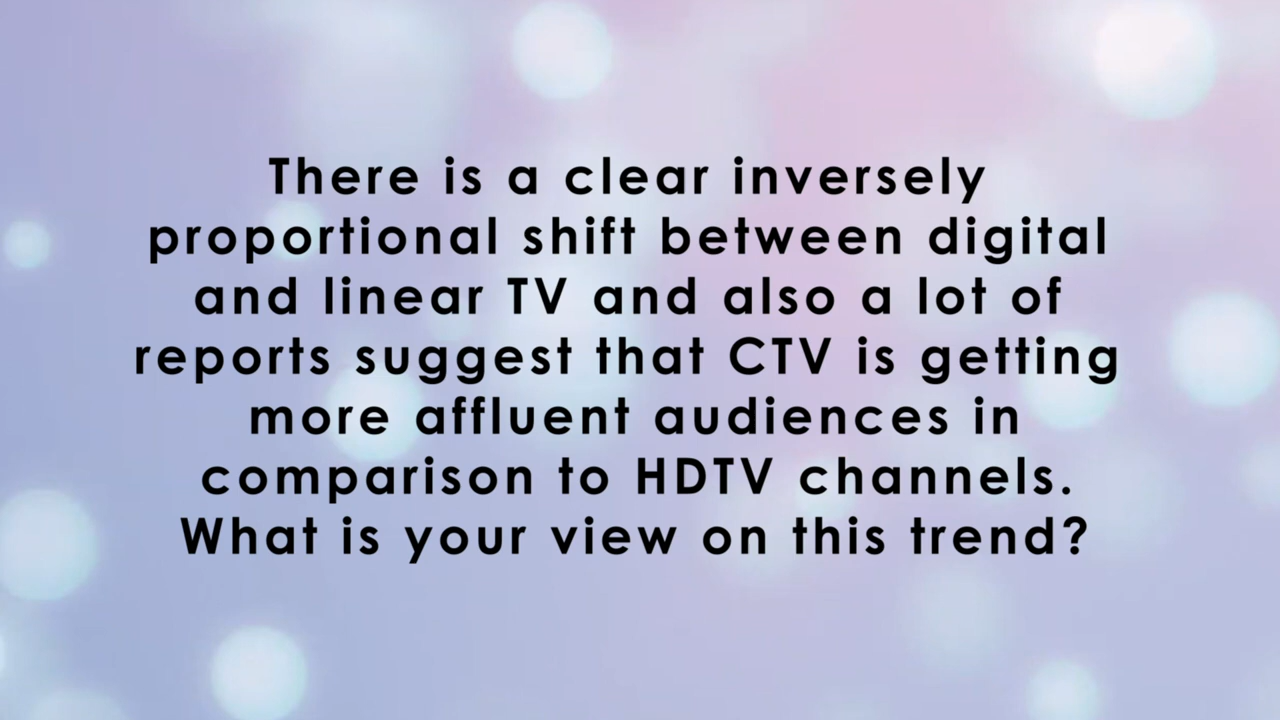 There is a clear inversely
proportional shift between digital
and linear TV and also a lot of
reports suggest that CTV is getting
more affluent audiences in
comparison to HDTV channels.
What is your view on this trend?